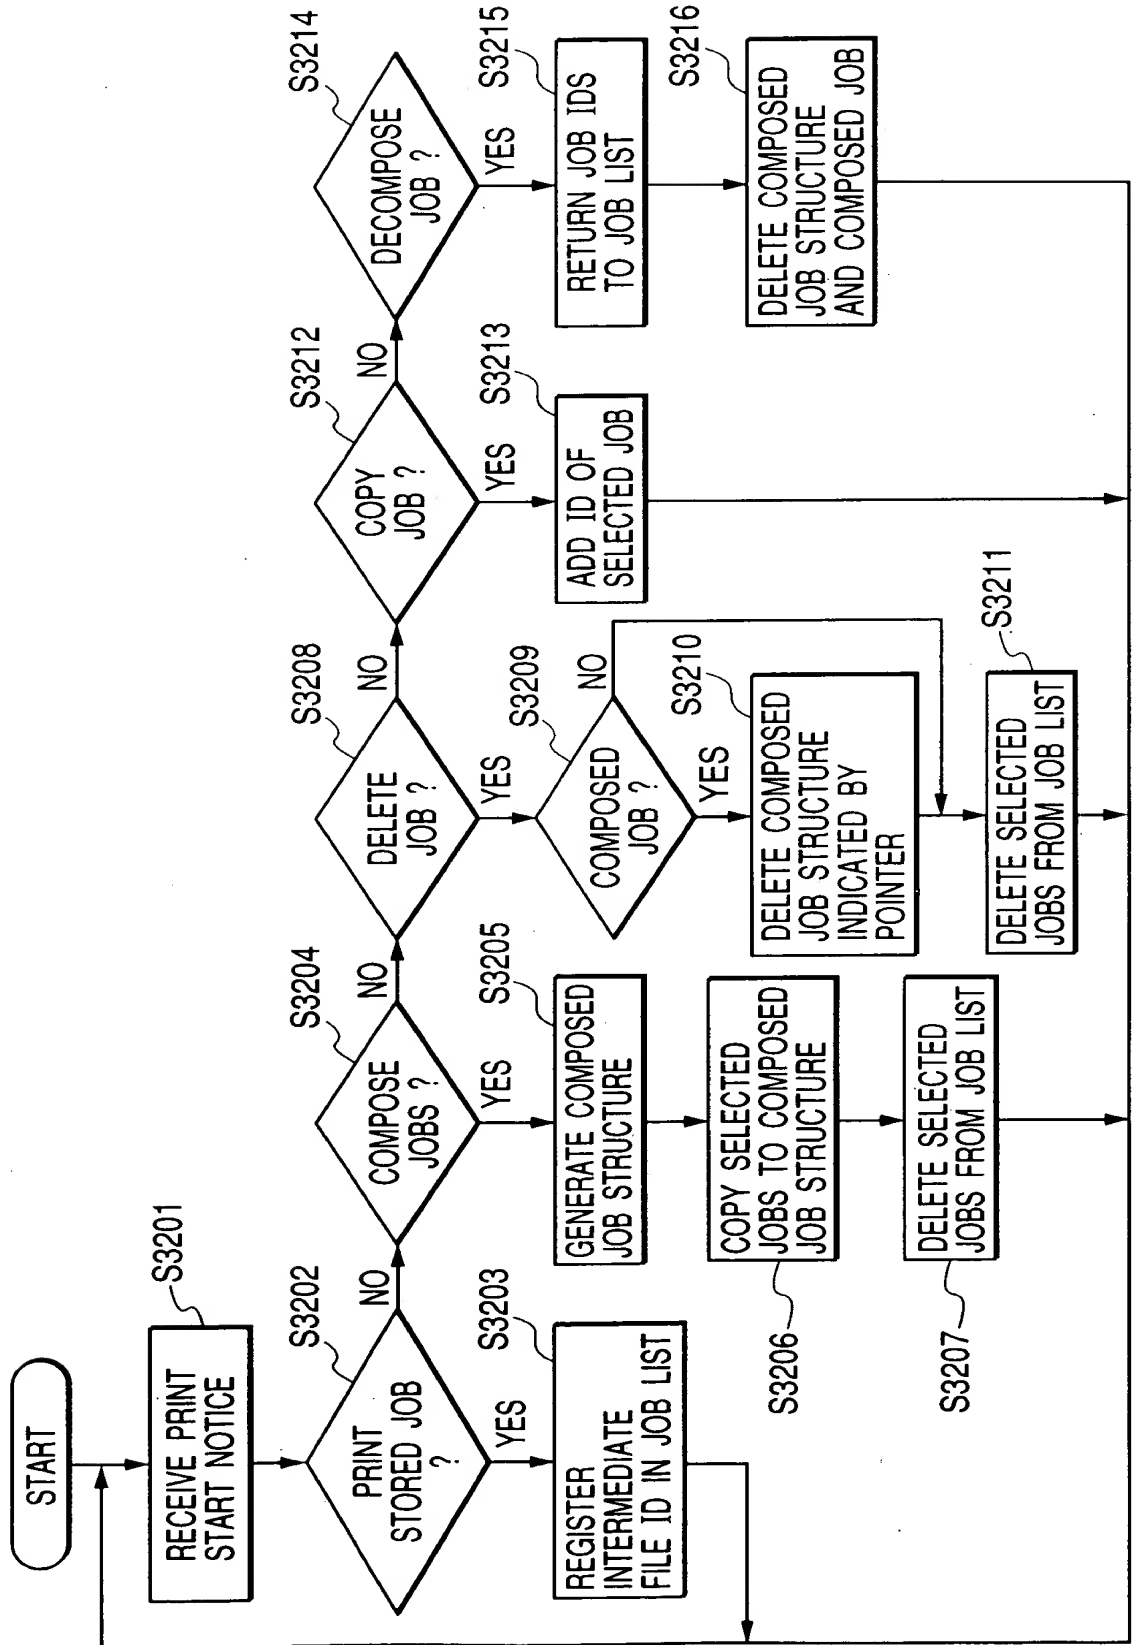 START
S3201
RECEIVE PRINT
START NOTICE
S3202
PRINT
STORED JOB
?
NO
YES
S3203
REGISTER
INTERMEDIATE
FILE ID IN JOB LIST
S3204
COMPOSE
JOBS ?
NO
YES
S3205
GENERATE COMPOSED
JOB STRUCTURE
COPY SELECTED
JOBS TO COMPOSED
JOB STRUCTURE
S3206
DELETE SELECTED
JOBS FROM JOB LIST
S3207
S3208
DELETE
JOB ?
NO
YES
S3209
COMPOSED
JOB ?
NO
YES
S3210
DELETE COMPOSED
JOB STRUCTURE
INDICATED BY
POINTER
S3211
DELETE SELECTED
JOBS FROM JOB LIST
S3212
COPY
JOB ?
NO
YES
S3213
ADD ID OF
SELECTED JOB
S3214
DECOMPOSE
JOB ?
YES
S3215
RETURN JOB IDS
TO JOB LIST
S3216
DELETE COMPOSED
JOB STRUCTURE
AND COMPOSED JOB